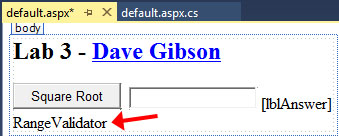 default.aspx* default.aspx.cs
body
Lab 3 - Dave Gibson
Square Root [lblAnswer]
RangeValidator